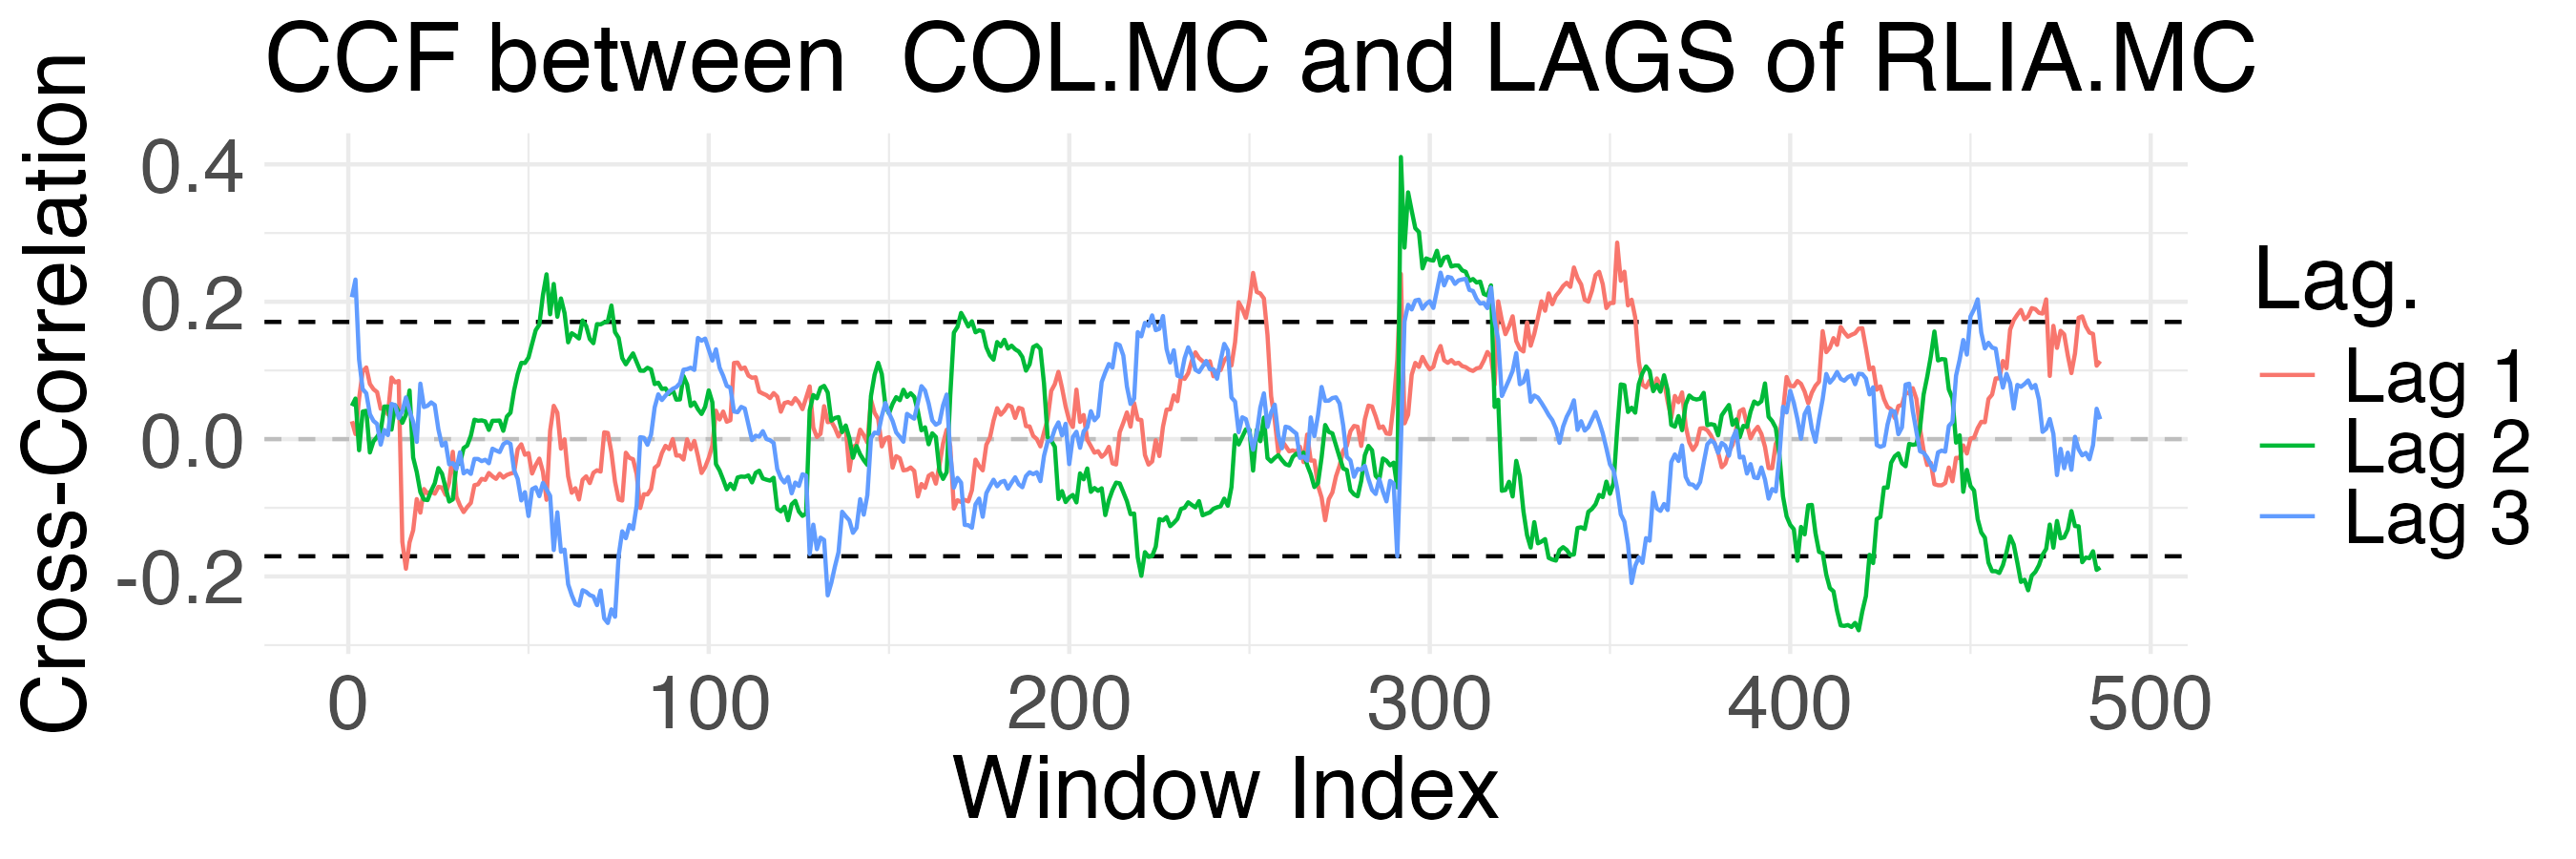 CCF between  COL.MC and LAGS of RLIA.MC
Cross-Correlation
0.4
0.2
0.0
-0.2
0 100 200 300 400 500
Window Index
Lag.
Lag 1
Lag 2
Lag 3